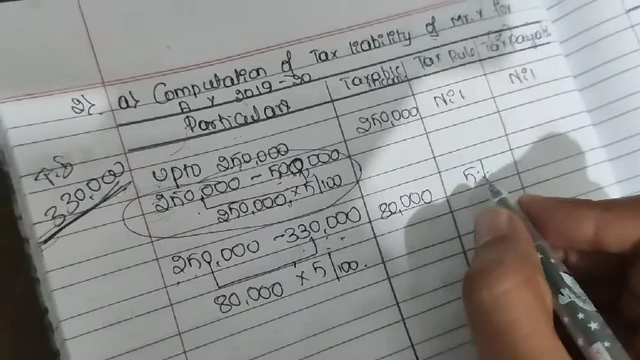 2). a) Computation of Tax liability of Mr. x for
A Y 2019-20
Particulars Taxable Tax rule Tax payable
upto 250,000 250,000 Nil Nil
330,000
250,000 - 500,000
250,000 x 5/100
250,000 - 330,000 80,000 5%
80,000 x 5/100.